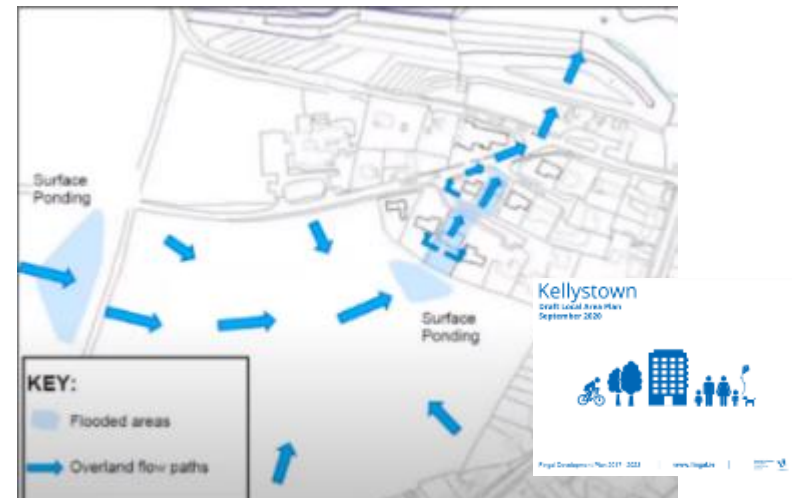 Surface
Ponding
Surface
Ponding
KEY:
Flooded areas
Overland flow paths
Kellystown
Draft Local Area Plan
September 2020
Fingal Development Plan 2017 - 2023 | www.fingal.ie |